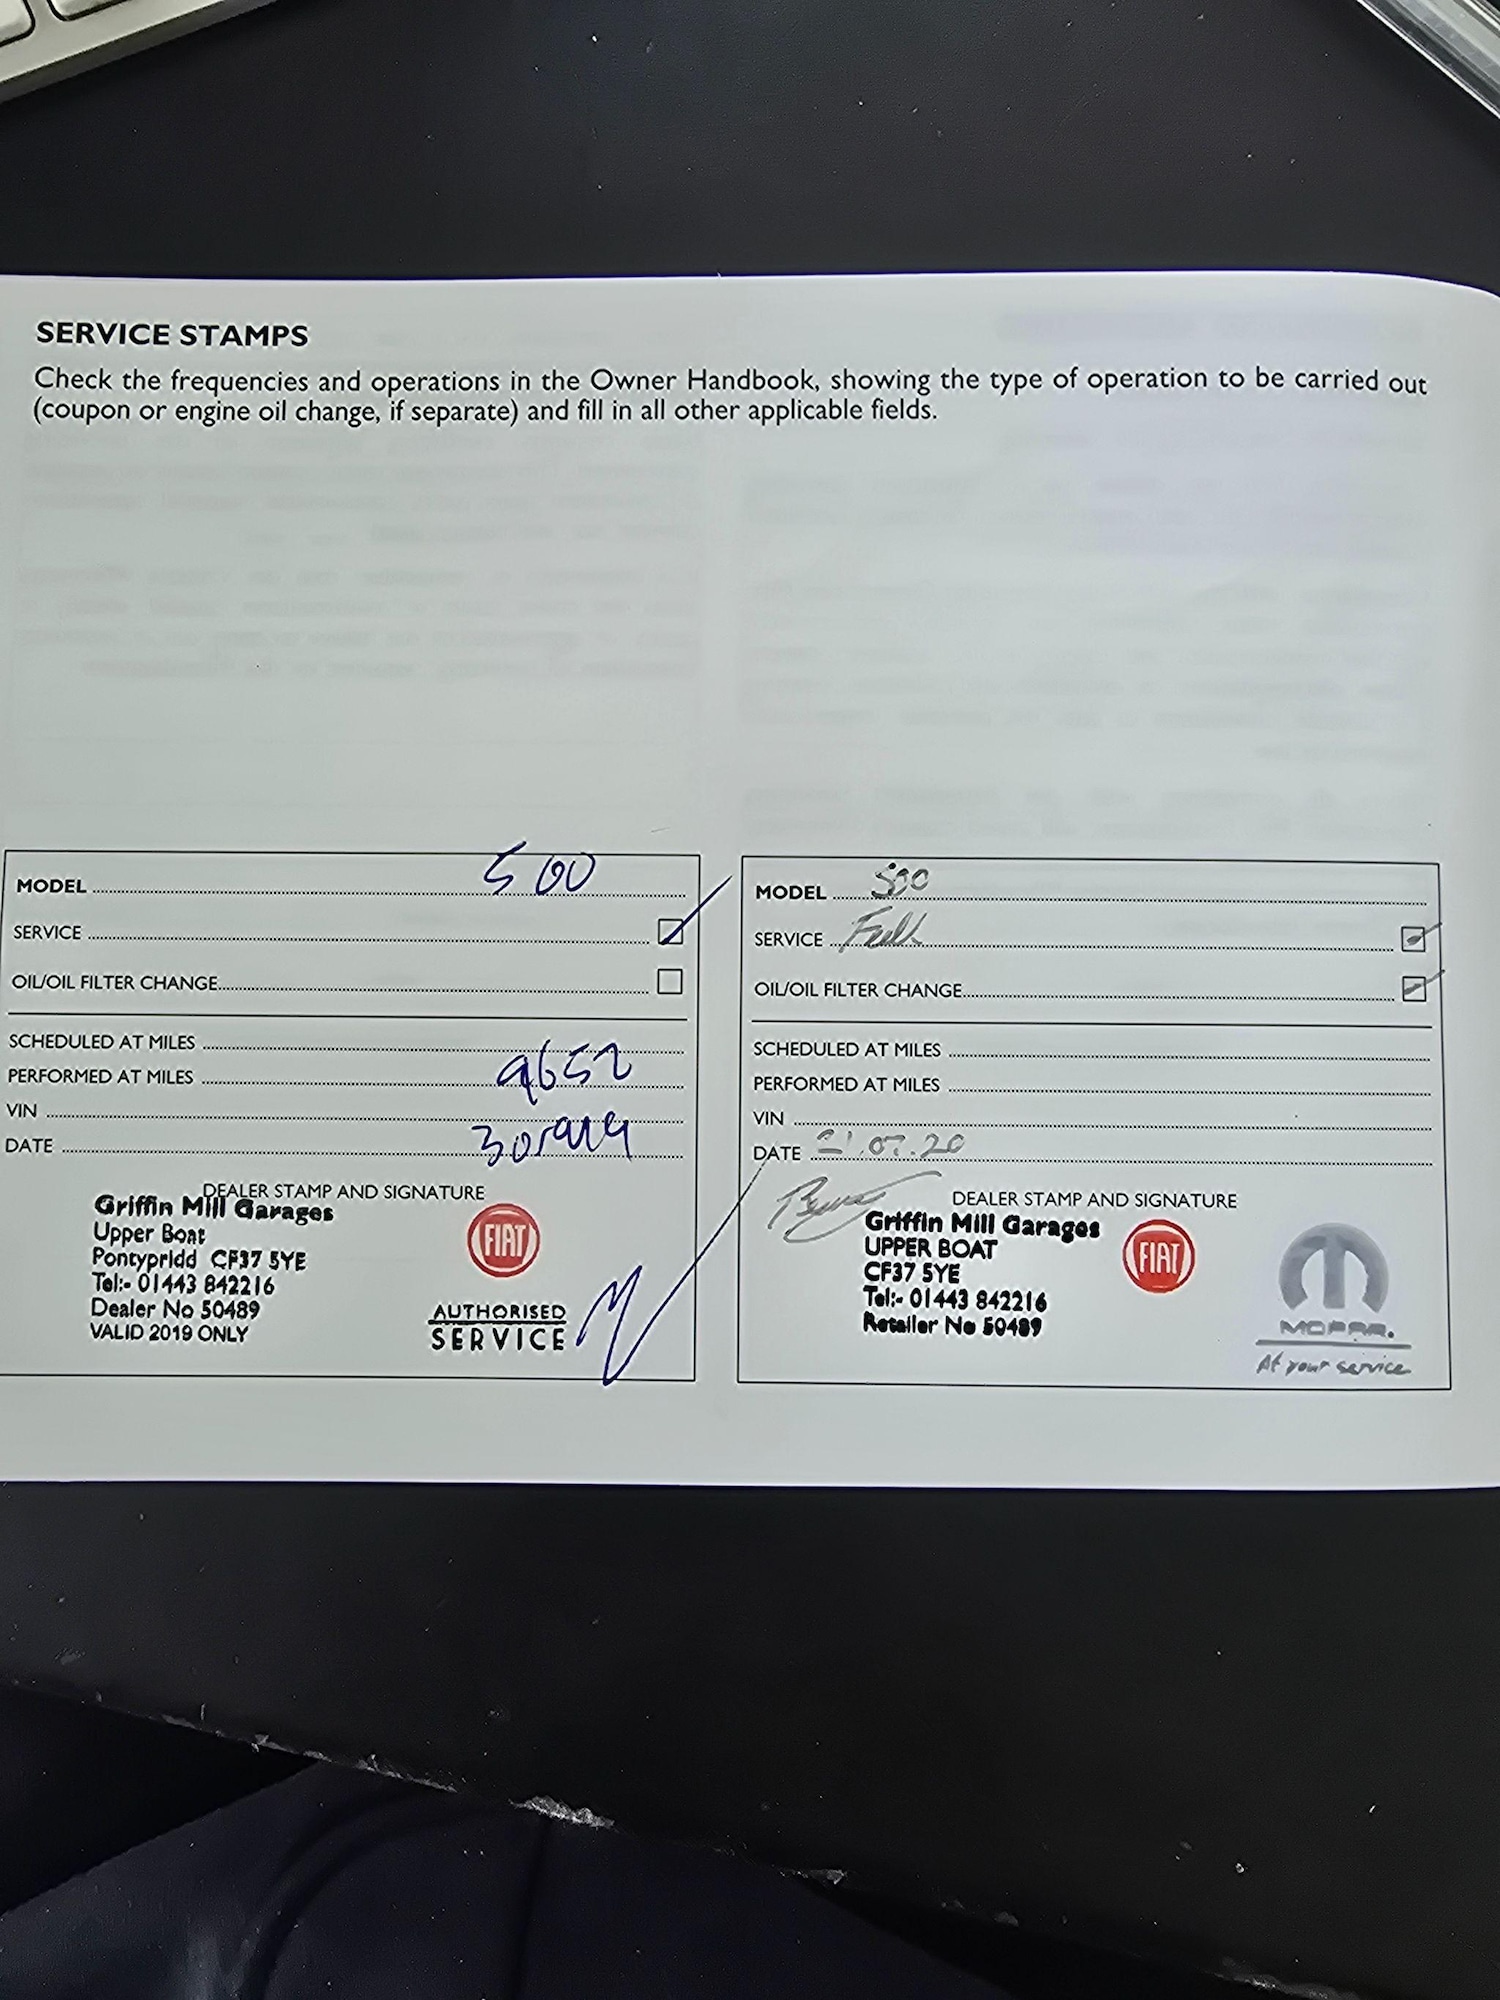 SERVICE STAMPS
Check the frequencies and operations in the Owner Handbook, showing the type of operation to be carried out
(coupon or engine oil change, if separate) and fill in all other applicable fields.
MODEL 500
SERVICE
OIL/OIL FILTER CHANGE
SCHEDULED AT MILES
PERFORMED AT MILES 9652
VIN
DATE
DEALER STAMP AND SIGNATURE
Griffin Mill Garages
Upper Boat
Pontypridd CF37 5YE
Tel:- 01443 842216
Dealer No 50489
VALID 2019 ONLY
FIAT
AUTHORISED
SERVICE
MODEL 500
SERVICE Full
OIL/OIL FILTER CHANGE
SCHEDULED AT MILES
PERFORMED AT MILES
VIN
DATE 21.07.20
DEALER STAMP AND SIGNATURE
Griffin Mill Garages
UPPER BOAT
CF37 5YE
Tel:- 01443 842216
Retailer No 50489
FIAT
MOPAR.
At your service